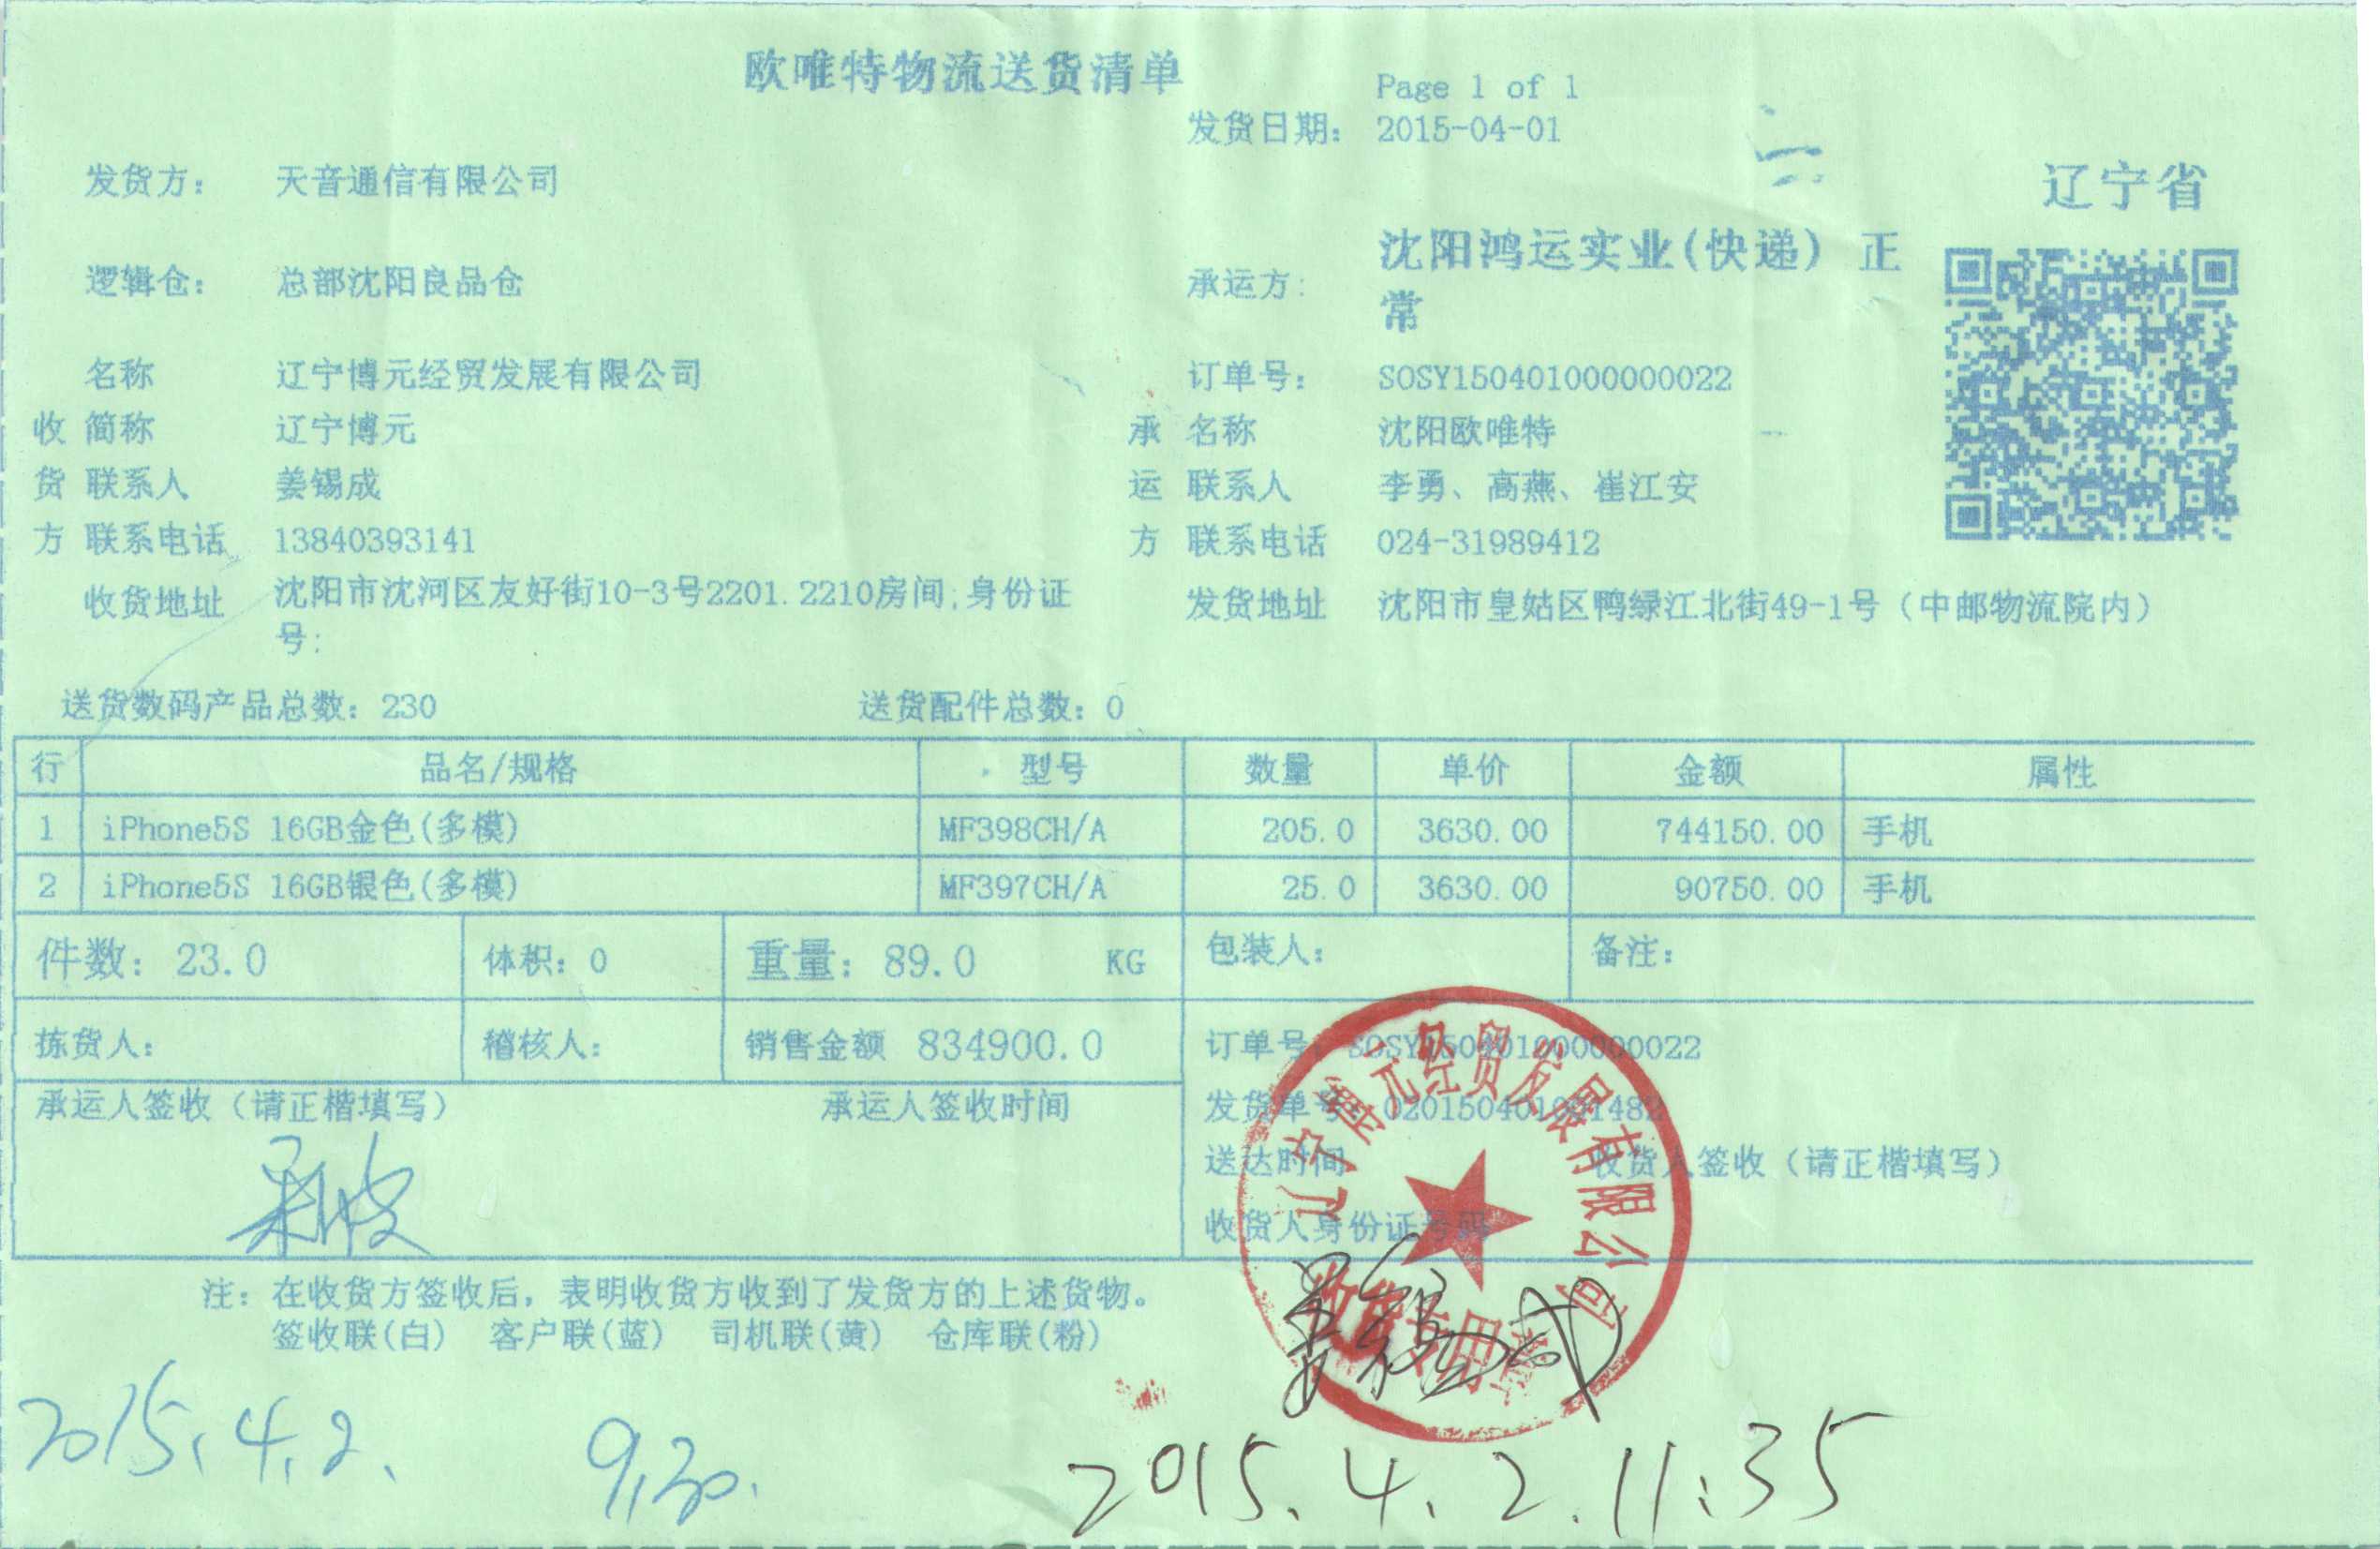 欧唯特物流送货清单
Page 1 of 1
发货日期: 2015-04-01
发货方: 天音通信有限公司
辽宁省
逻辑仓: 总部沈阳良品仓
承运方: 沈阳鸿运实业(快递) 正常
名称 辽宁博元经贸发展有限公司
订单号: SOSY150401000000022
收 简称 辽宁博元
承 名称 沈阳欧唯特
货 联系人 姜锡成
运 联系人 李勇、高燕、崔江安
方 联系电话 13840393141
方 联系电话 024-31989412
收货地址 沈阳市沈河区友好街10-3号2201.2210房间;身份证号:
发货地址 沈阳市皇姑区鸭绿江北街49-1号（中邮物流院内）
送货数码产品总数: 230 送货配件总数: 0
行 品名/规格 型号 数量 单价 金额 属性
1 iPhone5S 16GB金色(多模) MF398CH/A 205.0 3630.00 744150.00 手机
2 iPhone5S 16GB银色(多模) MF397CH/A 25.0 3630.00 90750.00 手机
件数: 23.0 体积: 0 重量: 89.0 KG 包装人: 备注:
拣货人: 稽核人: 销售金额 834900.0 订单号 SOSY150401000000022
承运人签收（请正楷填写） 承运人签收时间
发货单号
送达时间 收货人签收（请正楷填写）
收货人身份证号码
辽宁博元经贸发展有限公司
姜锡成
注: 在收货方签收后，表明收货方收到了发货方的上述货物。
签收联(白) 客户联(蓝) 司机联(黄) 仓库联(粉)
2015.4.2. 9.30.
2015.4.2.11:35